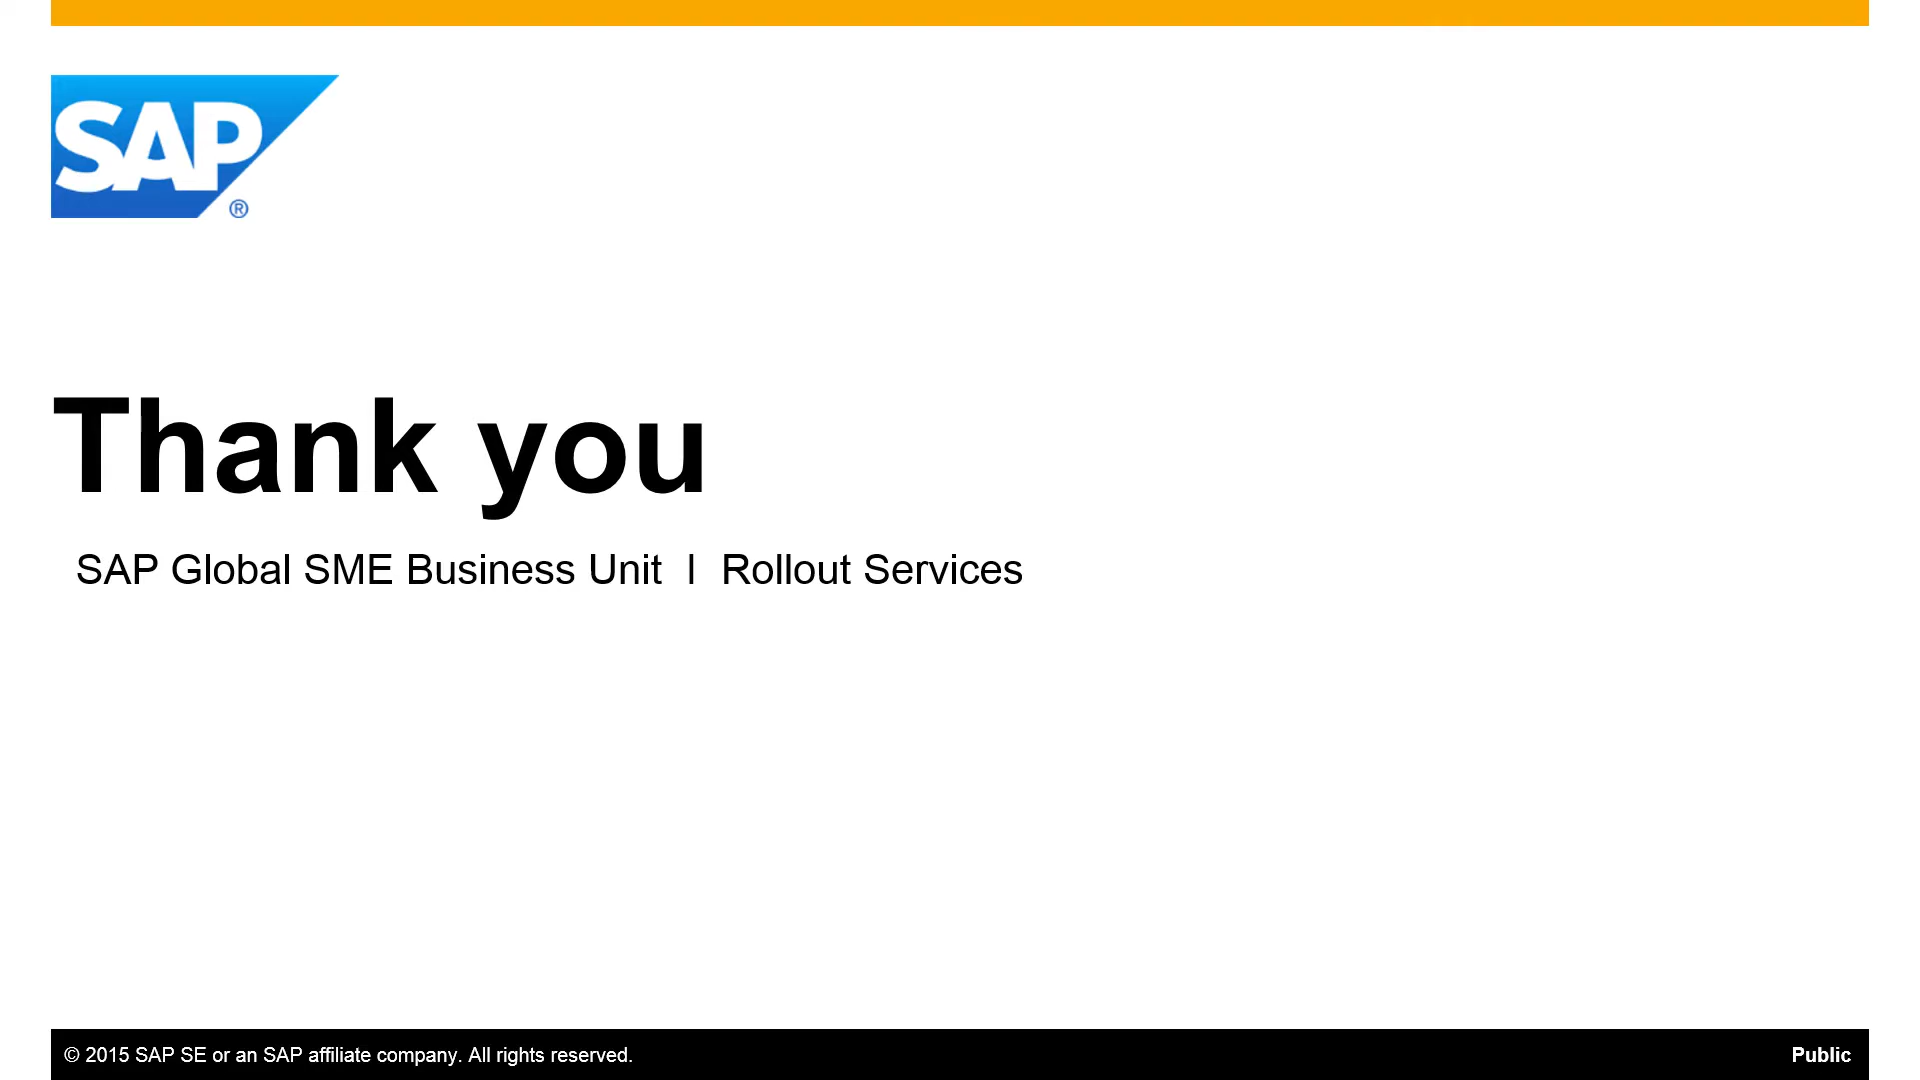 SAP
®
Thank you
SAP Global SME Business Unit I Rollout Services
© 2015 SAP SE or an SAP affiliate company. All rights reserved.
Public